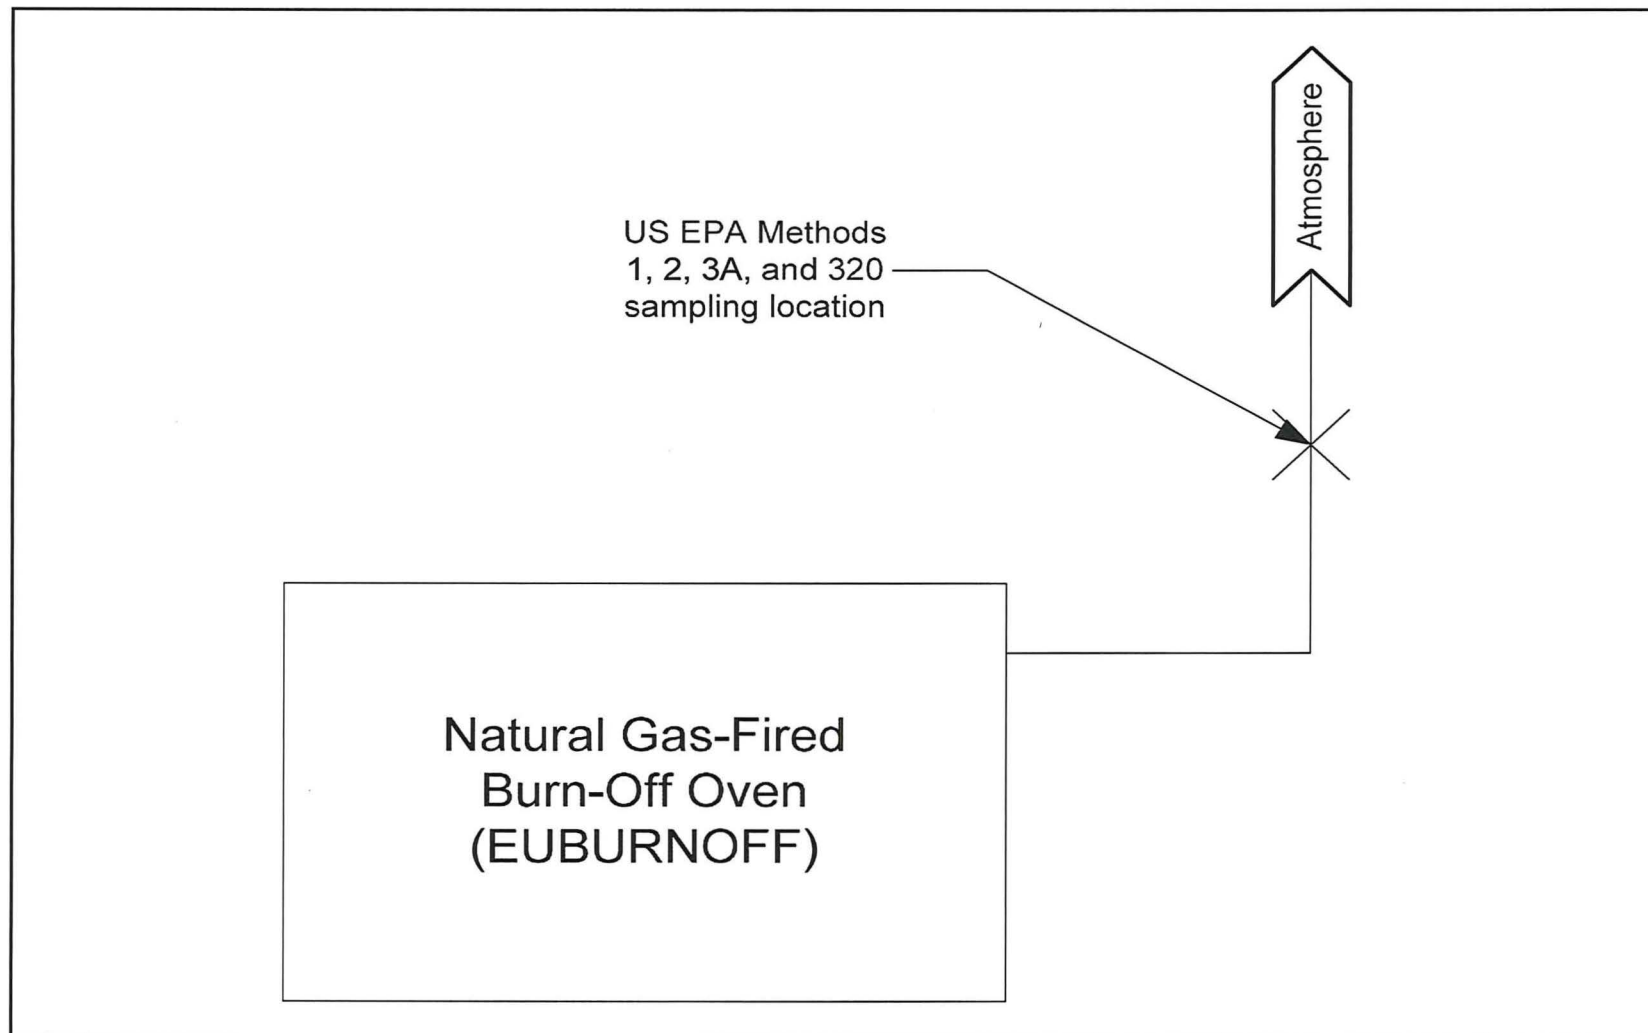 Atmosphere
US EPA Methods
1, 2, 3A, and 320
sampling location
Natural Gas-Fired
Burn-Off Oven
(EUBURNOFF)